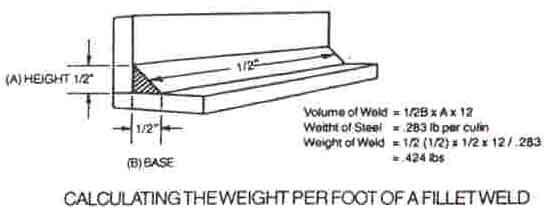 (A) HEIGHT 1/2"
1/2"
1/2"
(B) BASE
Volume of Weld = 1/2B x A x 12
Weitht of Steel = .283 lb per cu/in
Weight of Weld = 1/2 (1/2) x 1/2 x 12 / .283
= .424 lbs
CALCULATING THE WEIGHT PER FOOT OF A FILLET WELD